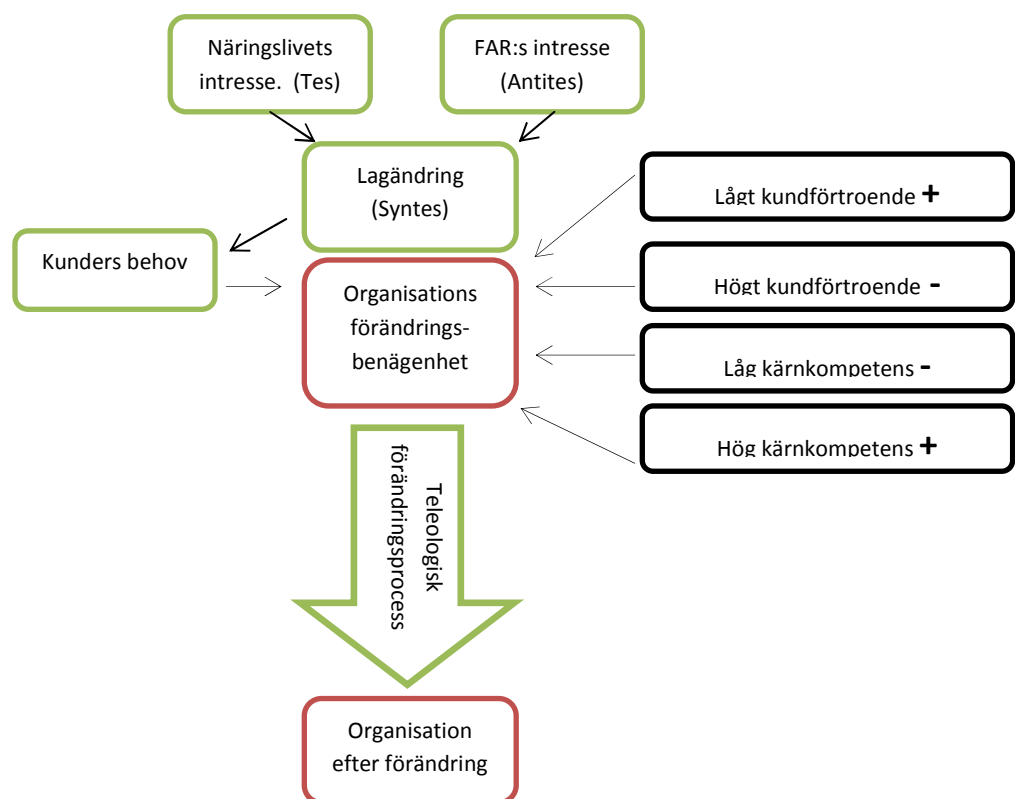 Näringslivets
intresse. (Tes)
FAR:s intresse
(Antites)
Lagändring
(Syntes)
Kunders behov
Organisations
förändrings-
benägenhet
Lågt kundförtroende +
Högt kundförtroende -
Låg kärnkompetens -
Hög kärnkompetens +
Teleologisk
förändringsprocess
Organisation
efter förändring